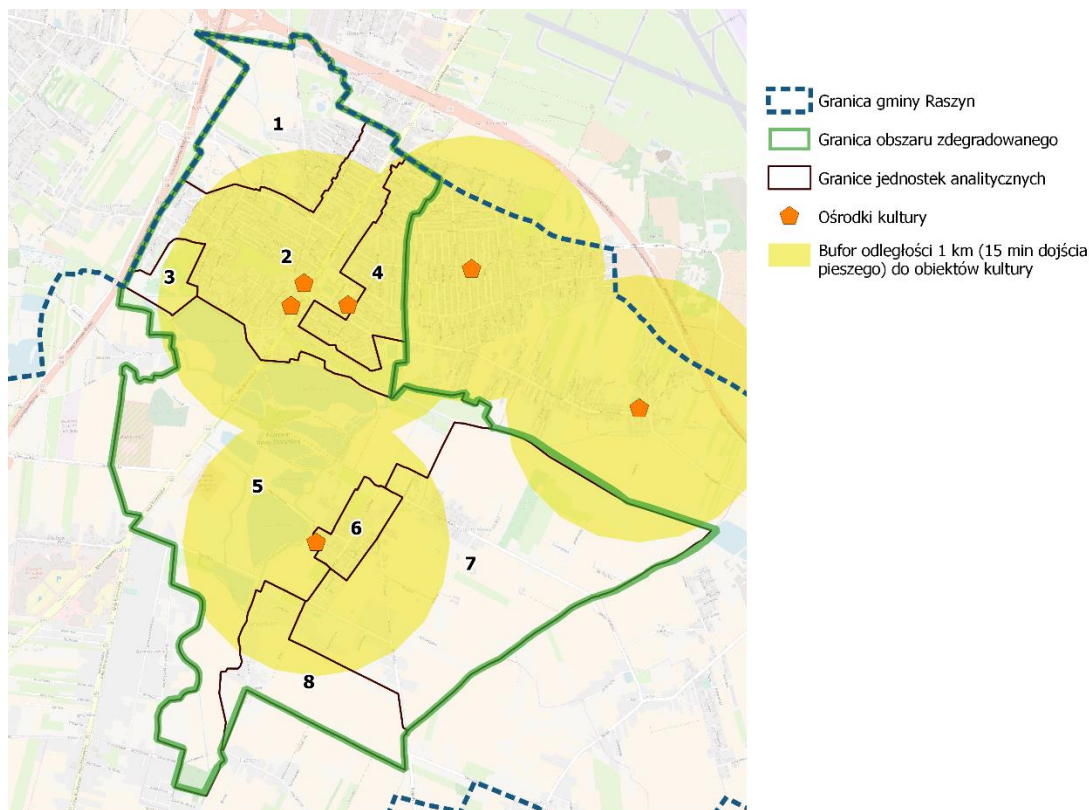 1
2
3
4
5
6
7
8
Granica gminy Raszyn
Granica obszaru zdegradowanego
Granice jednostek analitycznych
Ośrodki kultury
Bufor odległości 1 km (15 min dojścia
pieszego) do obiektów kultury